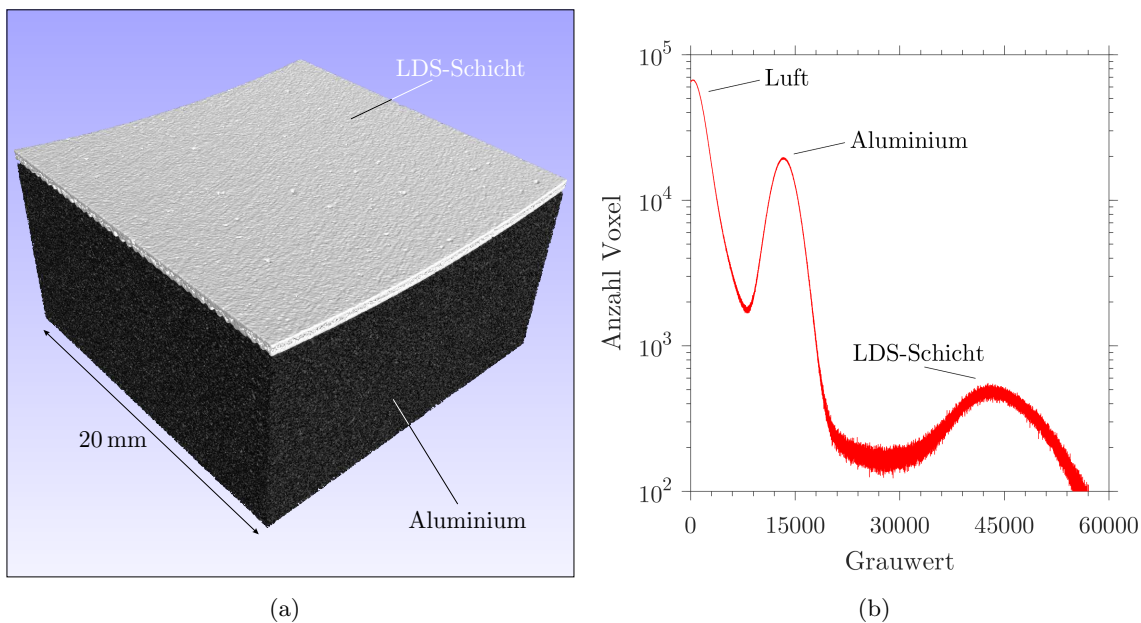 LDS-Schicht
20 mm
Aluminium
(a)
10^5
10^4
10^3
10^2
Anzahl Voxel
Luft
Aluminium
LDS-Schicht
0 15000 30000 45000 60000
Grauwert
(b)